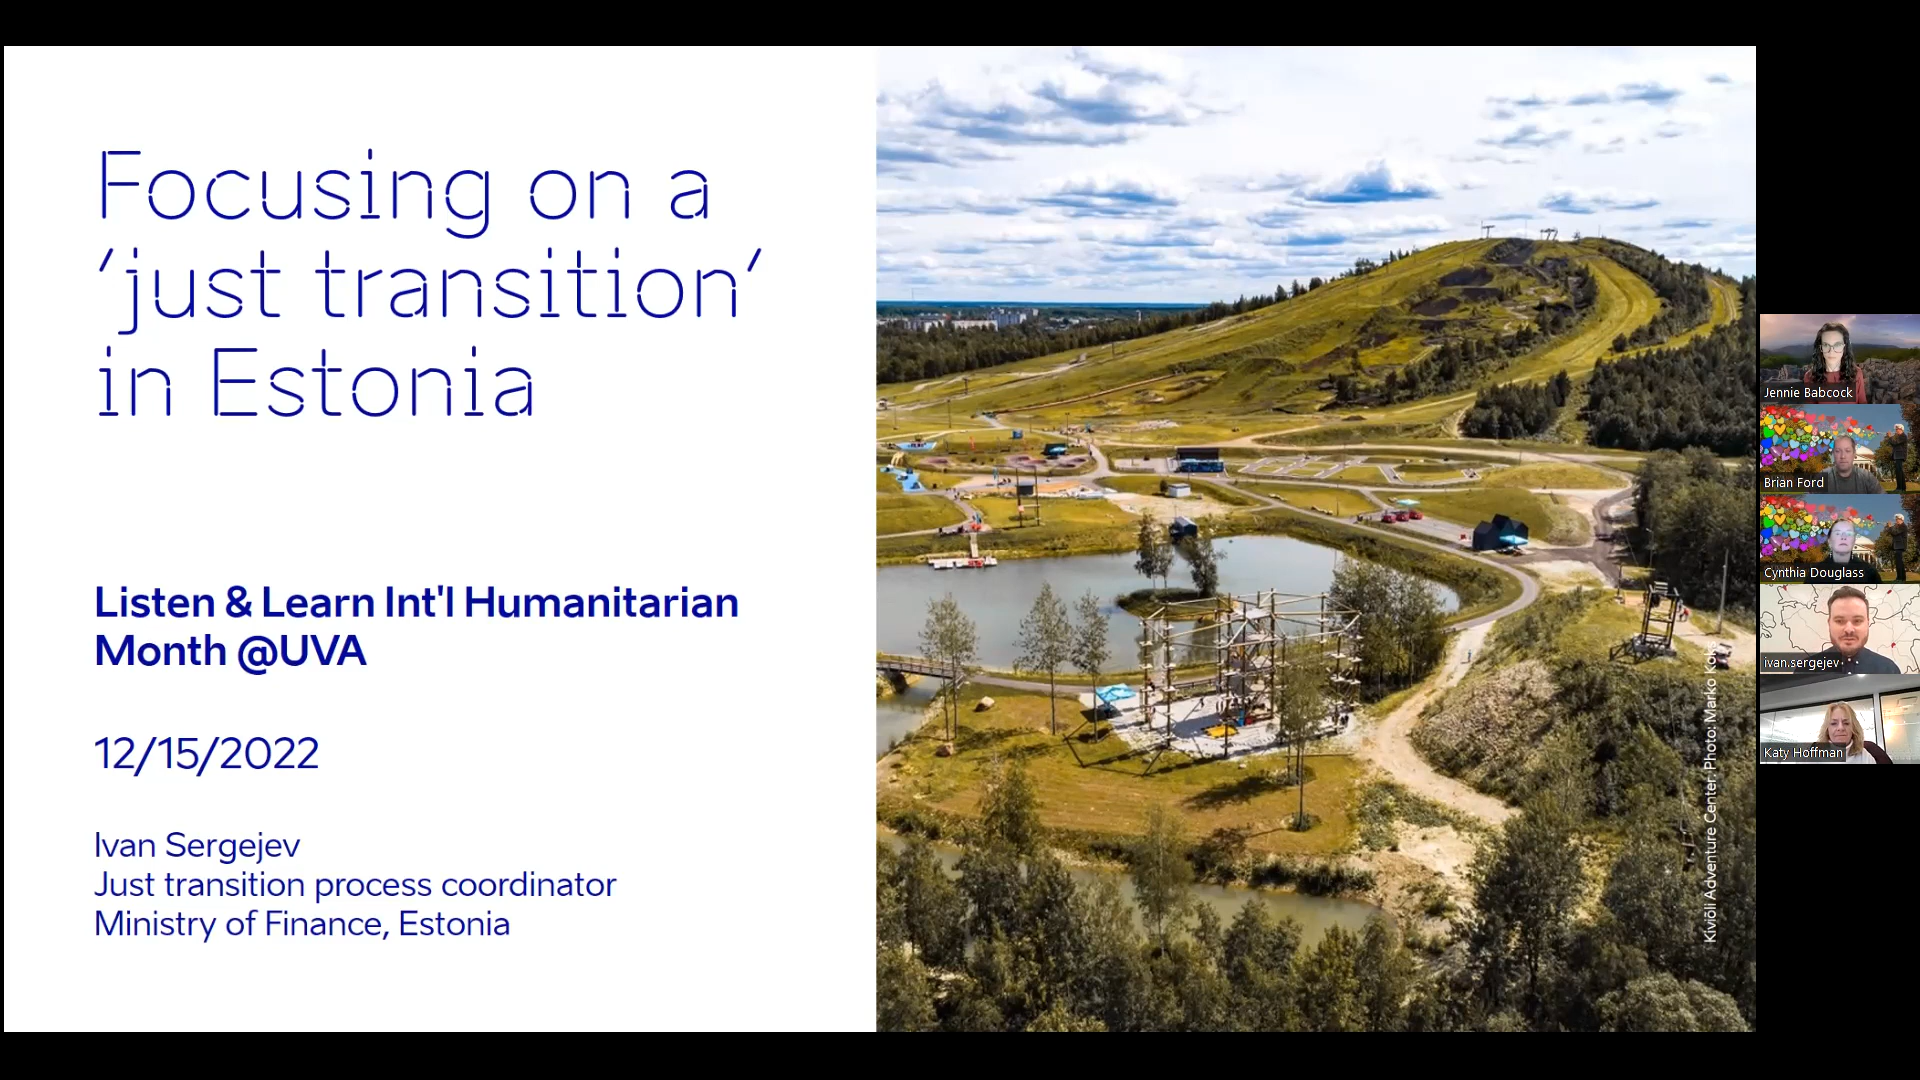 Focusing on a
‘just transition’
in Estonia
Listen & Learn Int'l Humanitarian
Month @UVA
12/15/2022
Ivan Sergejev
Just transition process coordinator
Ministry of Finance, Estonia
Kiviõli Adventure Center. Photo: Marko Kok
Jennie Babcock
Brian Ford
Cynthia Douglass
ivan.sergejev
Katy Hoffman